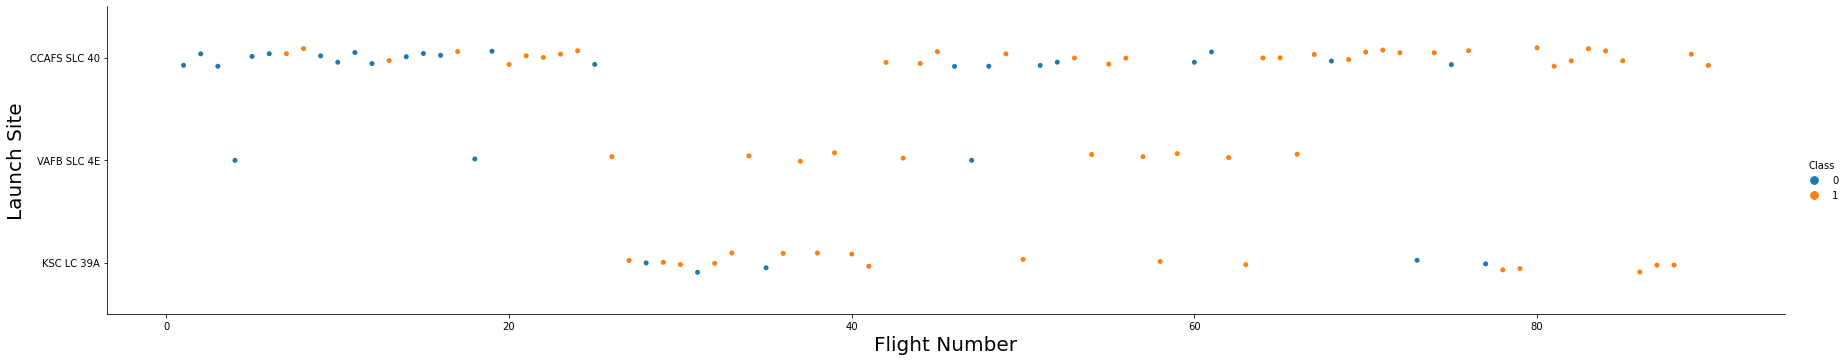 Launch Site
CCAFS SLC 40
VAFB SLC 4E
KSC LC 39A
0
20
40
60
80
Flight Number
Class
0
1